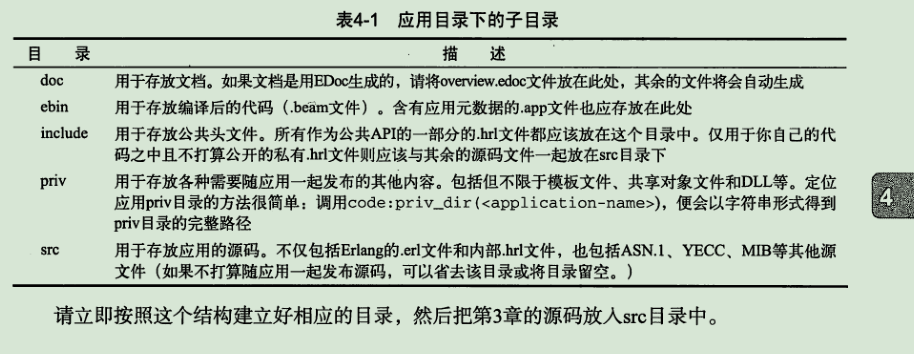 表4-1 应用目录下的子目录
目 录 描 述
doc 用于存放文档。如果文档是用EDoc生成的，请将overview.edoc文件放在此处，其余的文件将会自动生成
ebin 用于存放编译后的代码（.beam文件）。含有应用元数据的.app文件也应存放在此处
include 用于存放公共头文件。所有作为公共API的一部分的.hrl文件都应该放在这个目录中。仅用于你自己的代
码之中且不打算公开的私有.hrl文件则应该与其余的源码文件一起放在src目录下
priv 用于存放各种需要随应用一起发布的其他内容。包括但不限于模板文件、共享对象文件和DLL等。定位
应用priv目录的方法很简单：调用code:priv_dir(<application-name>)，便会以字符串形式得到
priv目录的完整路径
4
src 用于存放应用的源码。不仅包括Erlang的.erl文件和内部.hrl文件，也包括ASN.1、YECC、MIB等其他源
文件（如果不打算随应用一起发布源码，可以省去该目录或将目录留空。）
请立即按照这个结构建立好相应的目录，然后把第3章的源码放入src目录中。